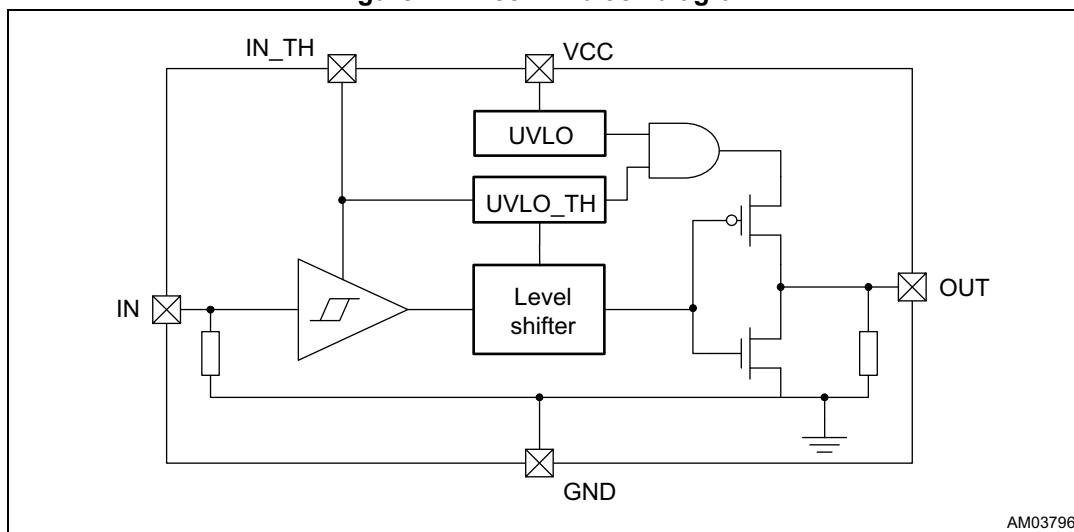 IN_TH
VCC
UVLO
UVLO_TH
IN
Level
shifter
OUT
GND
AM03796